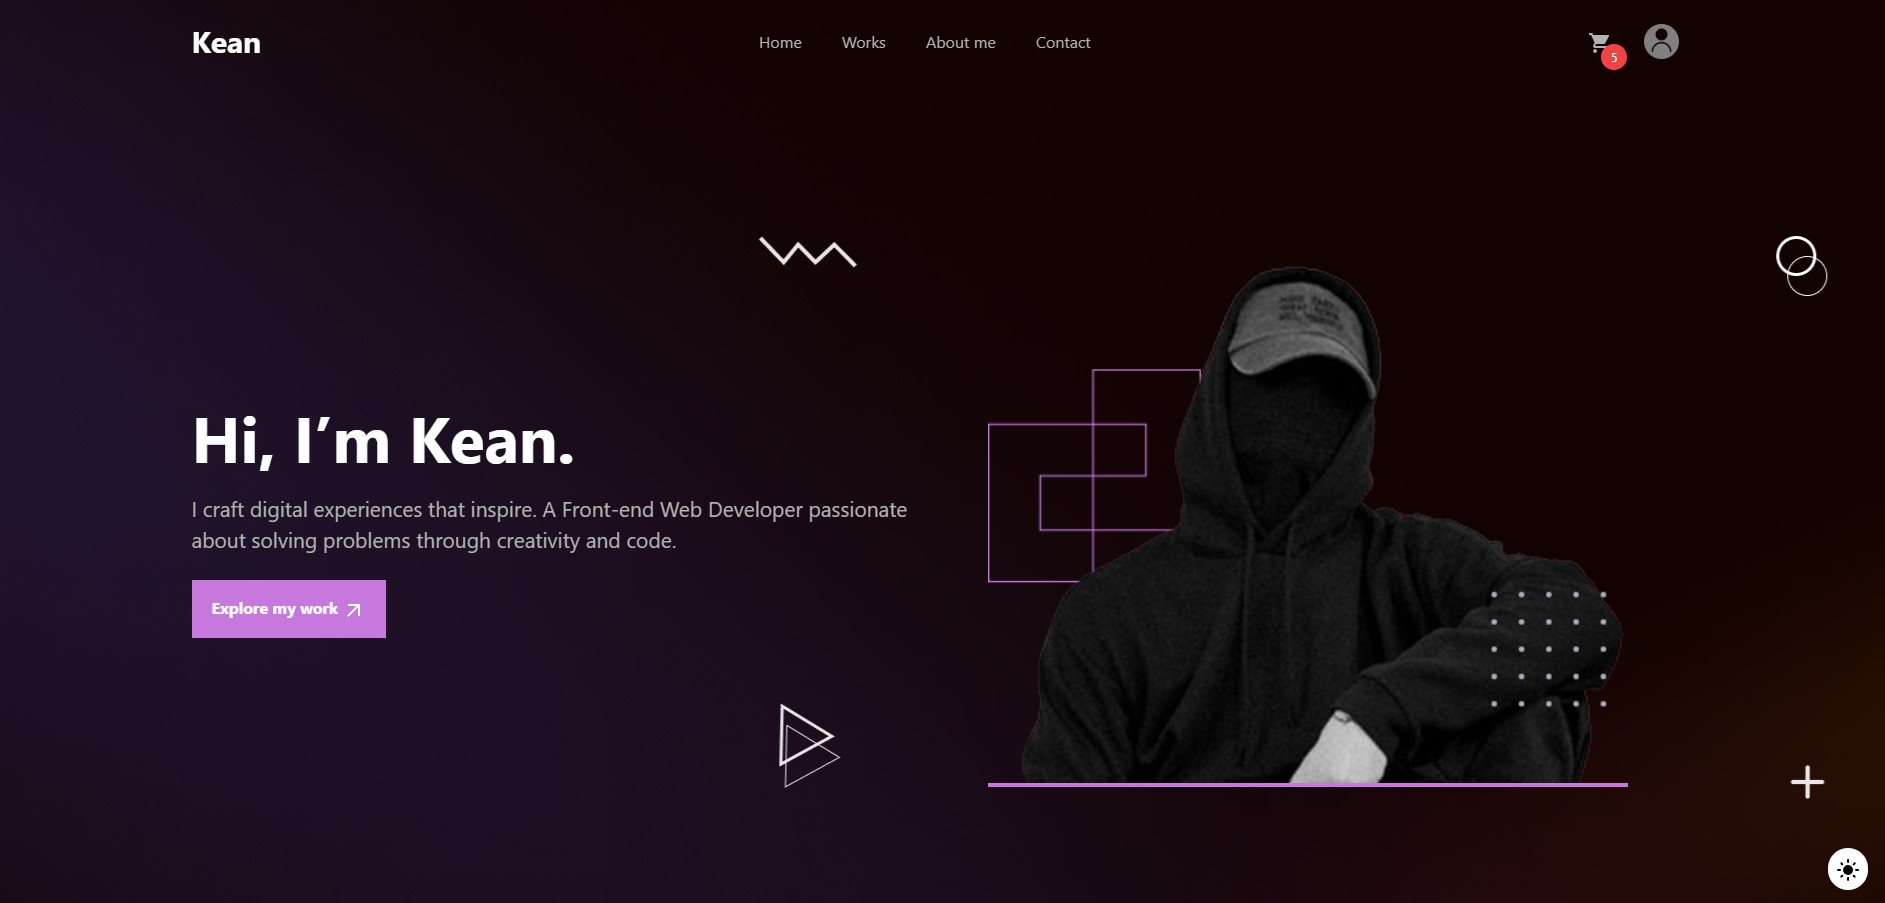 Kean
Home
Works
About me
Contact
5
Hi, I’m Kean.
I craft digital experiences that inspire. A Front-end Web Developer passionate
about solving problems through creativity and code.
Explore my work